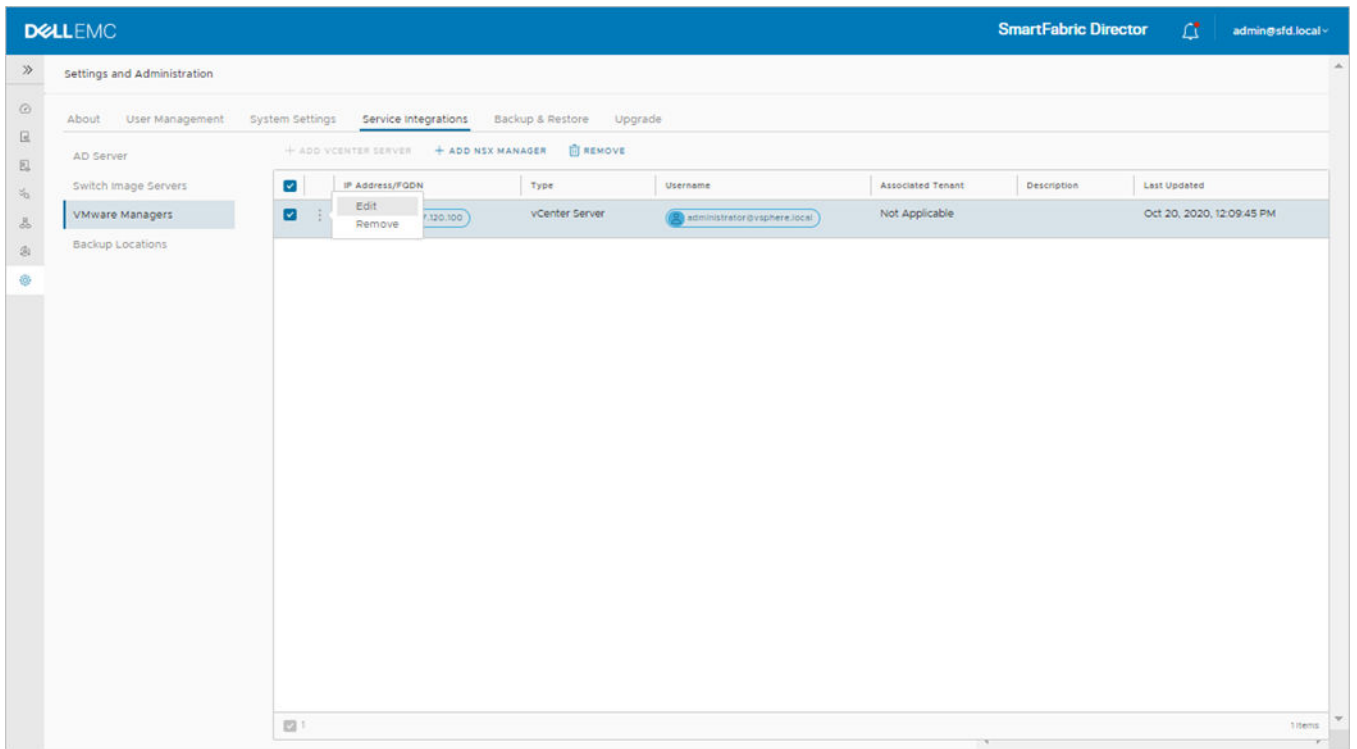 DELLEMC
SmartFabric Director
admin@sfd.local
Settings and Administration
About User Management System Settings Service Integrations Backup & Restore Upgrade
AD Server
Switch Image Servers
VMware Managers
Backup Locations
+ ADD VCENTER SERVER + ADD NSX MANAGER REMOVE
IP Address/FQDN Type Username Associated Tenant Description Last Updated
Edit
Remove
7.120.100) vCenter Server administrator@vsphere.local Not Applicable Oct 20, 2020, 12:09:45 PM
1
1 items